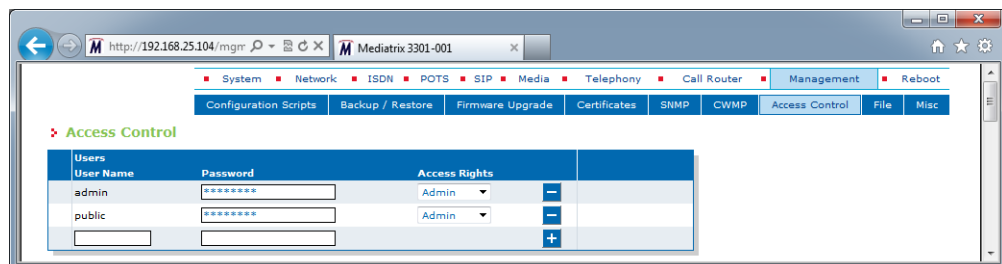 http://192.168.25.104/mgm
Mediatrix 3301-001
System Network ISDN POTS SIP Media Telephony Call Router Management Reboot
Configuration Scripts Backup / Restore Firmware Upgrade Certificates SNMP CWMP Access Control File Misc
Access Control
Users
User Name Password Access Rights
admin ******** Admin
public ******** Admin